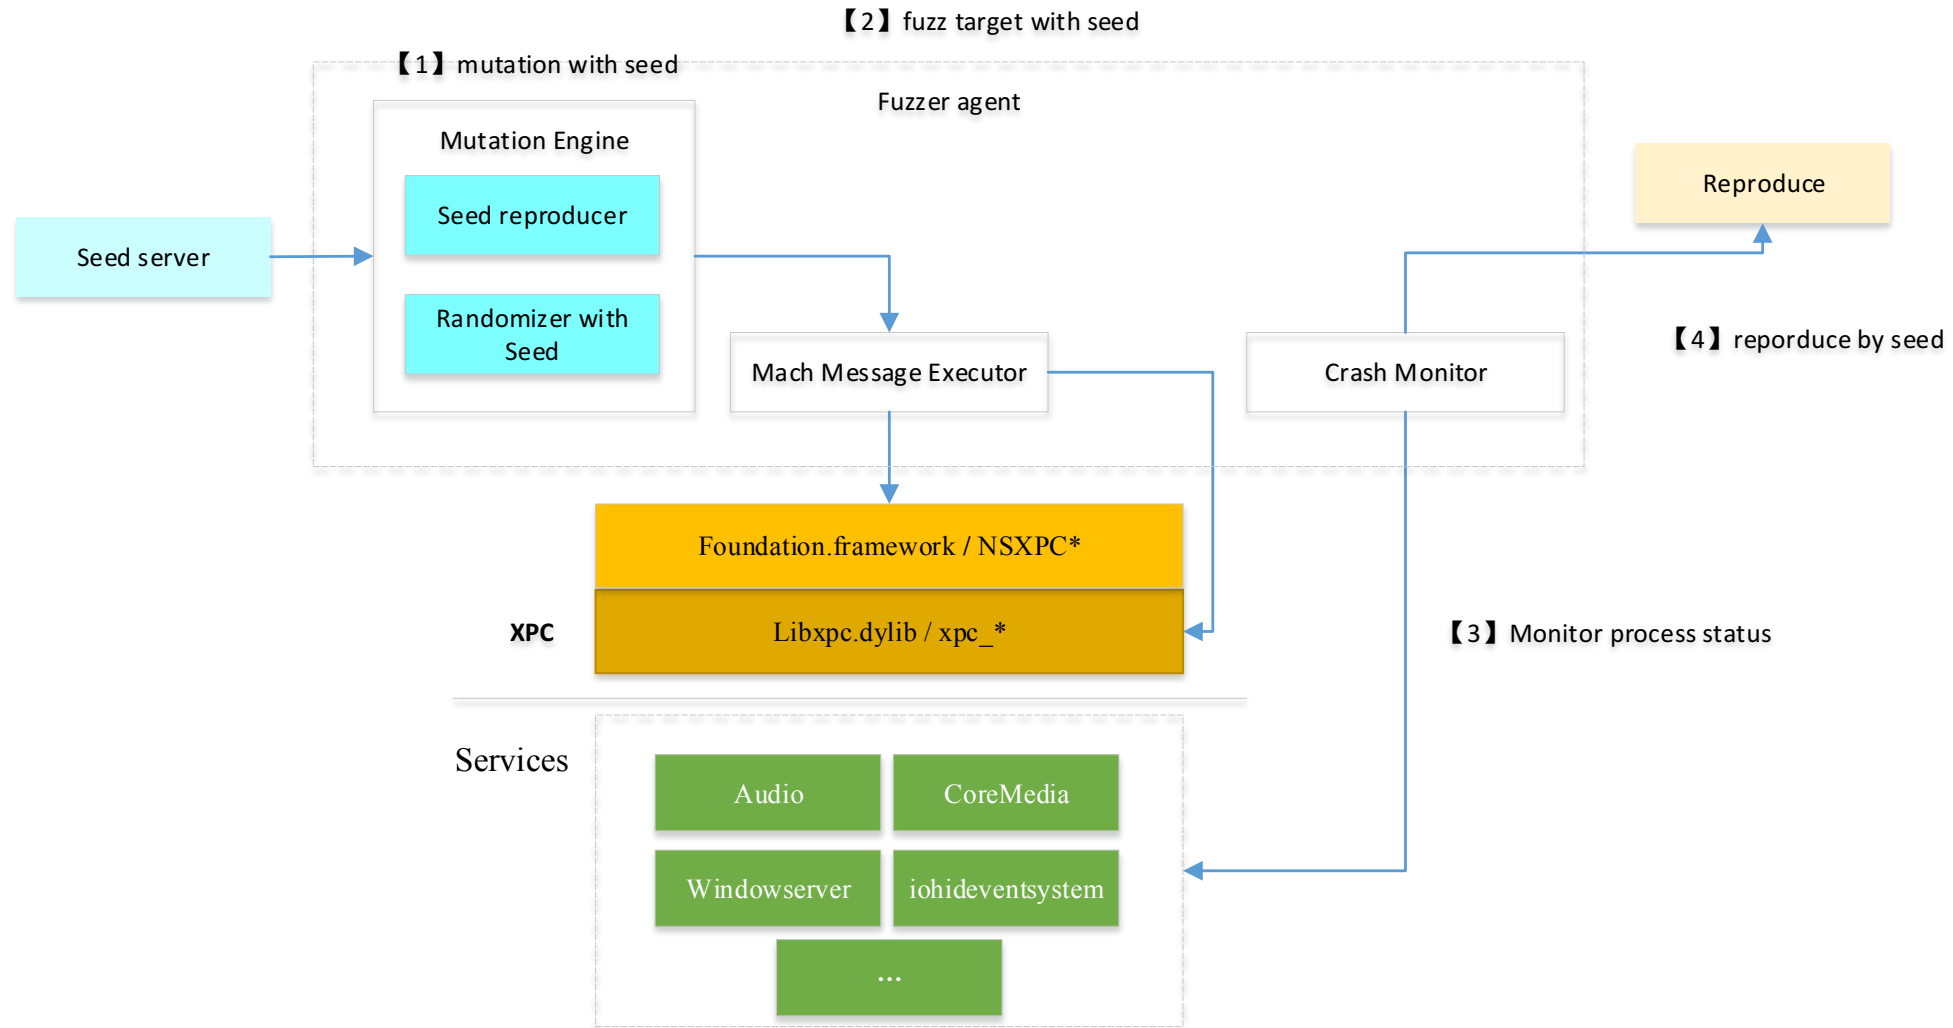 【2】fuzz target with seed
【1】mutation with seed
Fuzzer agent
Mutation Engine
Seed reproducer
Randomizer with
Seed
Seed server
Mach Message Executor
Crash Monitor
Reproduce
【4】reporduce by seed
Foundation.framework / NSXPC*
XPC
Libxpc.dylib / xpc_*
【3】Monitor process status
Services
Audio
CoreMedia
Windowserver
iohideventsystem
...